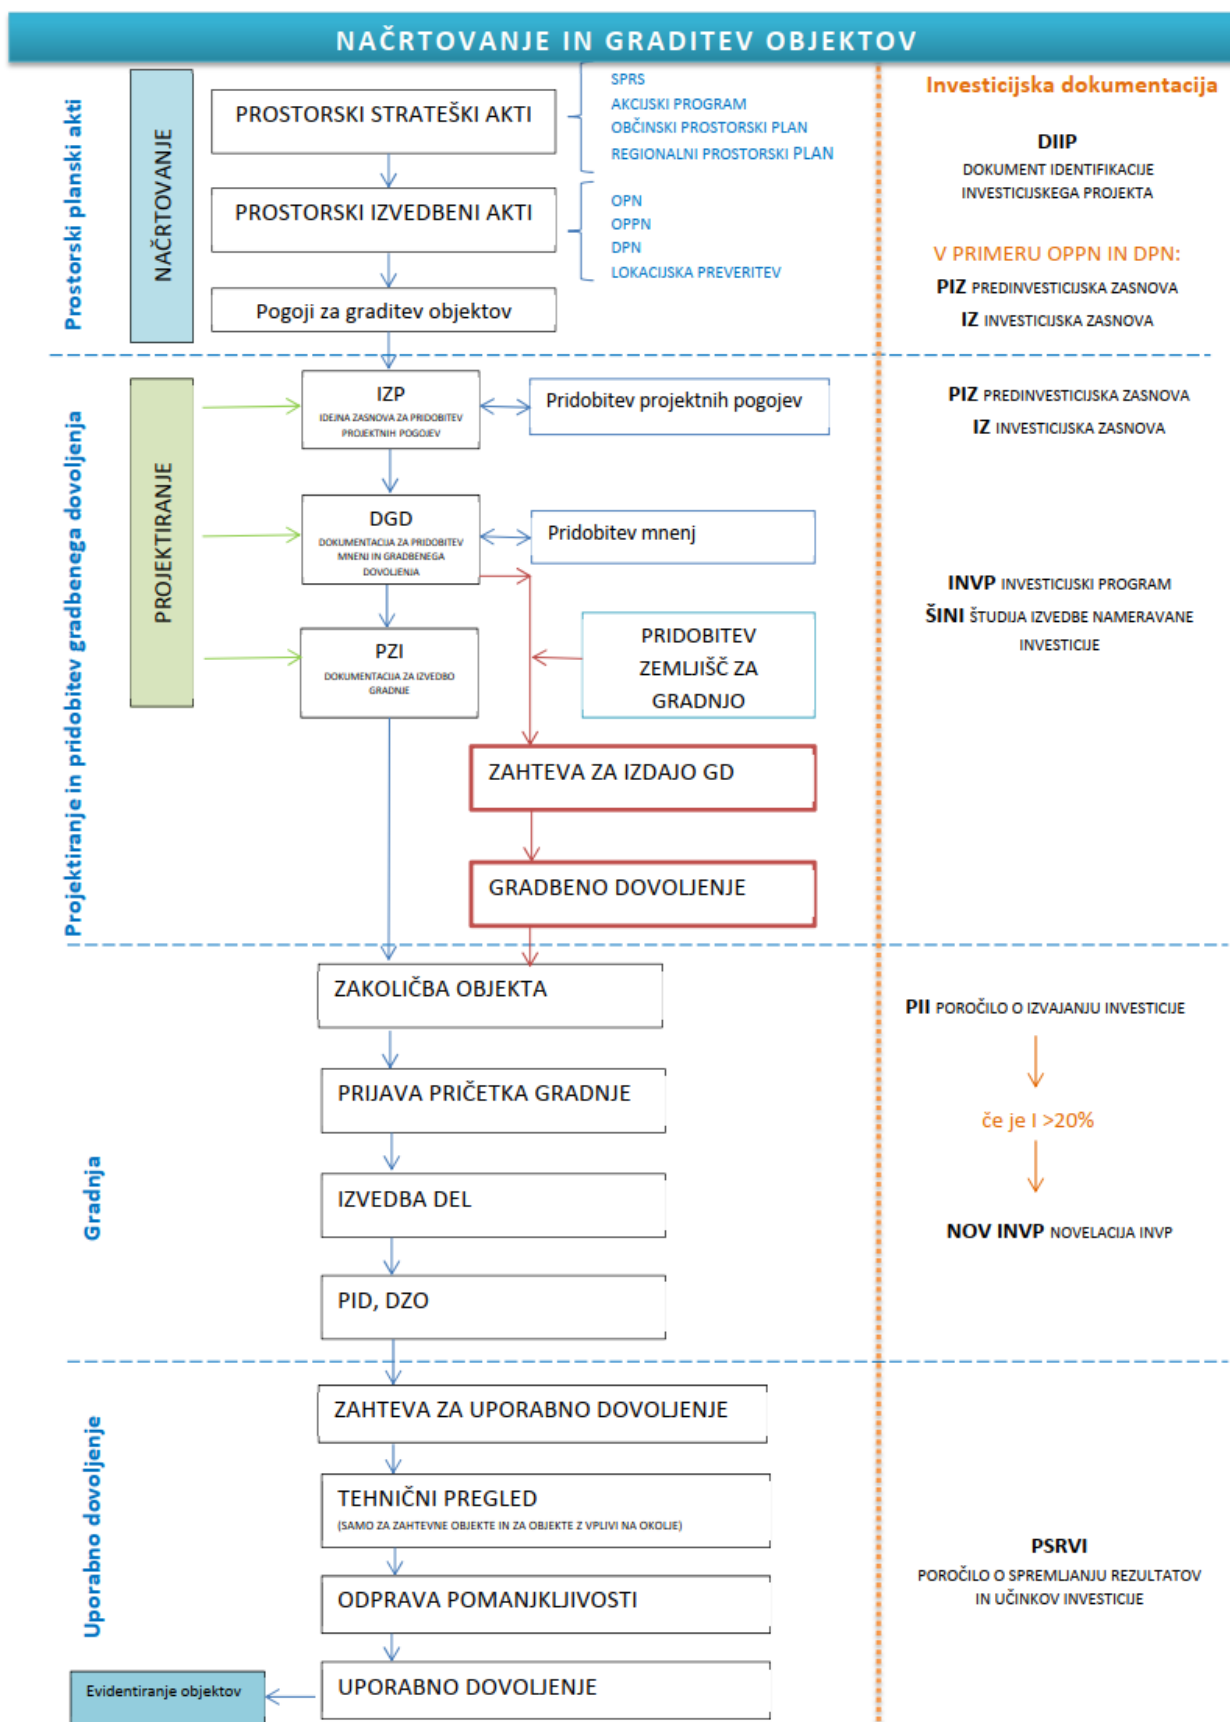 NAČRTOVANJE IN GRADITEV OBJEKTOV
Prostorski planski akti
NAČRTOVANJE
PROSTORSKI STRATEŠKI AKTI
SPRS
AKCIJSKI PROGRAM
OBČINSKI PROSTORSKI PLAN
REGIONALNI PROSTORSKI PLAN
PROSTORSKI IZVEDBENI AKTI
OPN
OPPN
DPN
LOKACIJSKA PREVERITEV
Pogoji za graditev objektov
Investicijska dokumentacija
DIIP
DOKUMENT IDENTIFIKACIJE
INVESTICIJSKEGA PROJEKTA
V PRIMERU OPPN IN DPN:
PIZ PREDINVESTICIJSKA ZASNOVA
IZ INVESTICIJSKA ZASNOVA
Projektiranje in pridobitev gradbenega dovoljenja
PROJEKTIRANJE
IZP
IDEJNA ZASNOVA ZA PRIDOBITEV
PROJEKTNIH POGOJEV
Pridobitev projektnih pogojev
DGD
DOKUMENTACIJA ZA PRIDOBITEV
MNENJ IN GRADBENEGA
DOVOLJENJA
Pridobitev mnenj
PZI
DOKUMENTACIJA ZA IZVEDBO
GRADNJE
PRIDOBITEV
ZEMLJIŠČ ZA
GRADNJO
ZAHTEVA ZA IZDAJO GD
GRADBENO DOVOLJENJE
PIZ PREDINVESTICIJSKA ZASNOVA
IZ INVESTICIJSKA ZASNOVA
INVP INVESTICIJSKI PROGRAM
ŠINI ŠTUDIJA IZVEDBE NAMERAVANE
INVESTICIJE
Gradnja
ZAKOLIČBA OBJEKTA
PRIJAVA PRIČETKA GRADNJE
IZVEDBA DEL
PID, DZO
PII POROČILO O IZVAJANJU INVESTICIJE
če je I >20%
NOV INVP NOVELACIJA INVP
Uporabno dovoljenje
ZAHTEVA ZA UPORABNO DOVOLJENJE
TEHNIČNI PREGLED
(SAMO ZA ZAHTEVNE OBJEKTE IN ZA OBJEKTE Z VPLIVI NA OKOLJE)
ODPRAVA POMANJKLJIVOSTI
UPORABNO DOVOLJENJE
Evidentiranje objektov
PSRVI
POROČILO O SPREMLJANJU REZULTATOV
IN UČINKOV INVESTICIJE